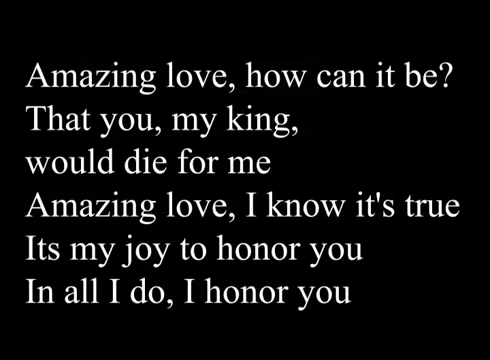 Amazing love, how can it be?
That you, my king,
would die for me
Amazing love, I know it's true
Its my joy to honor you
In all I do, I honor you